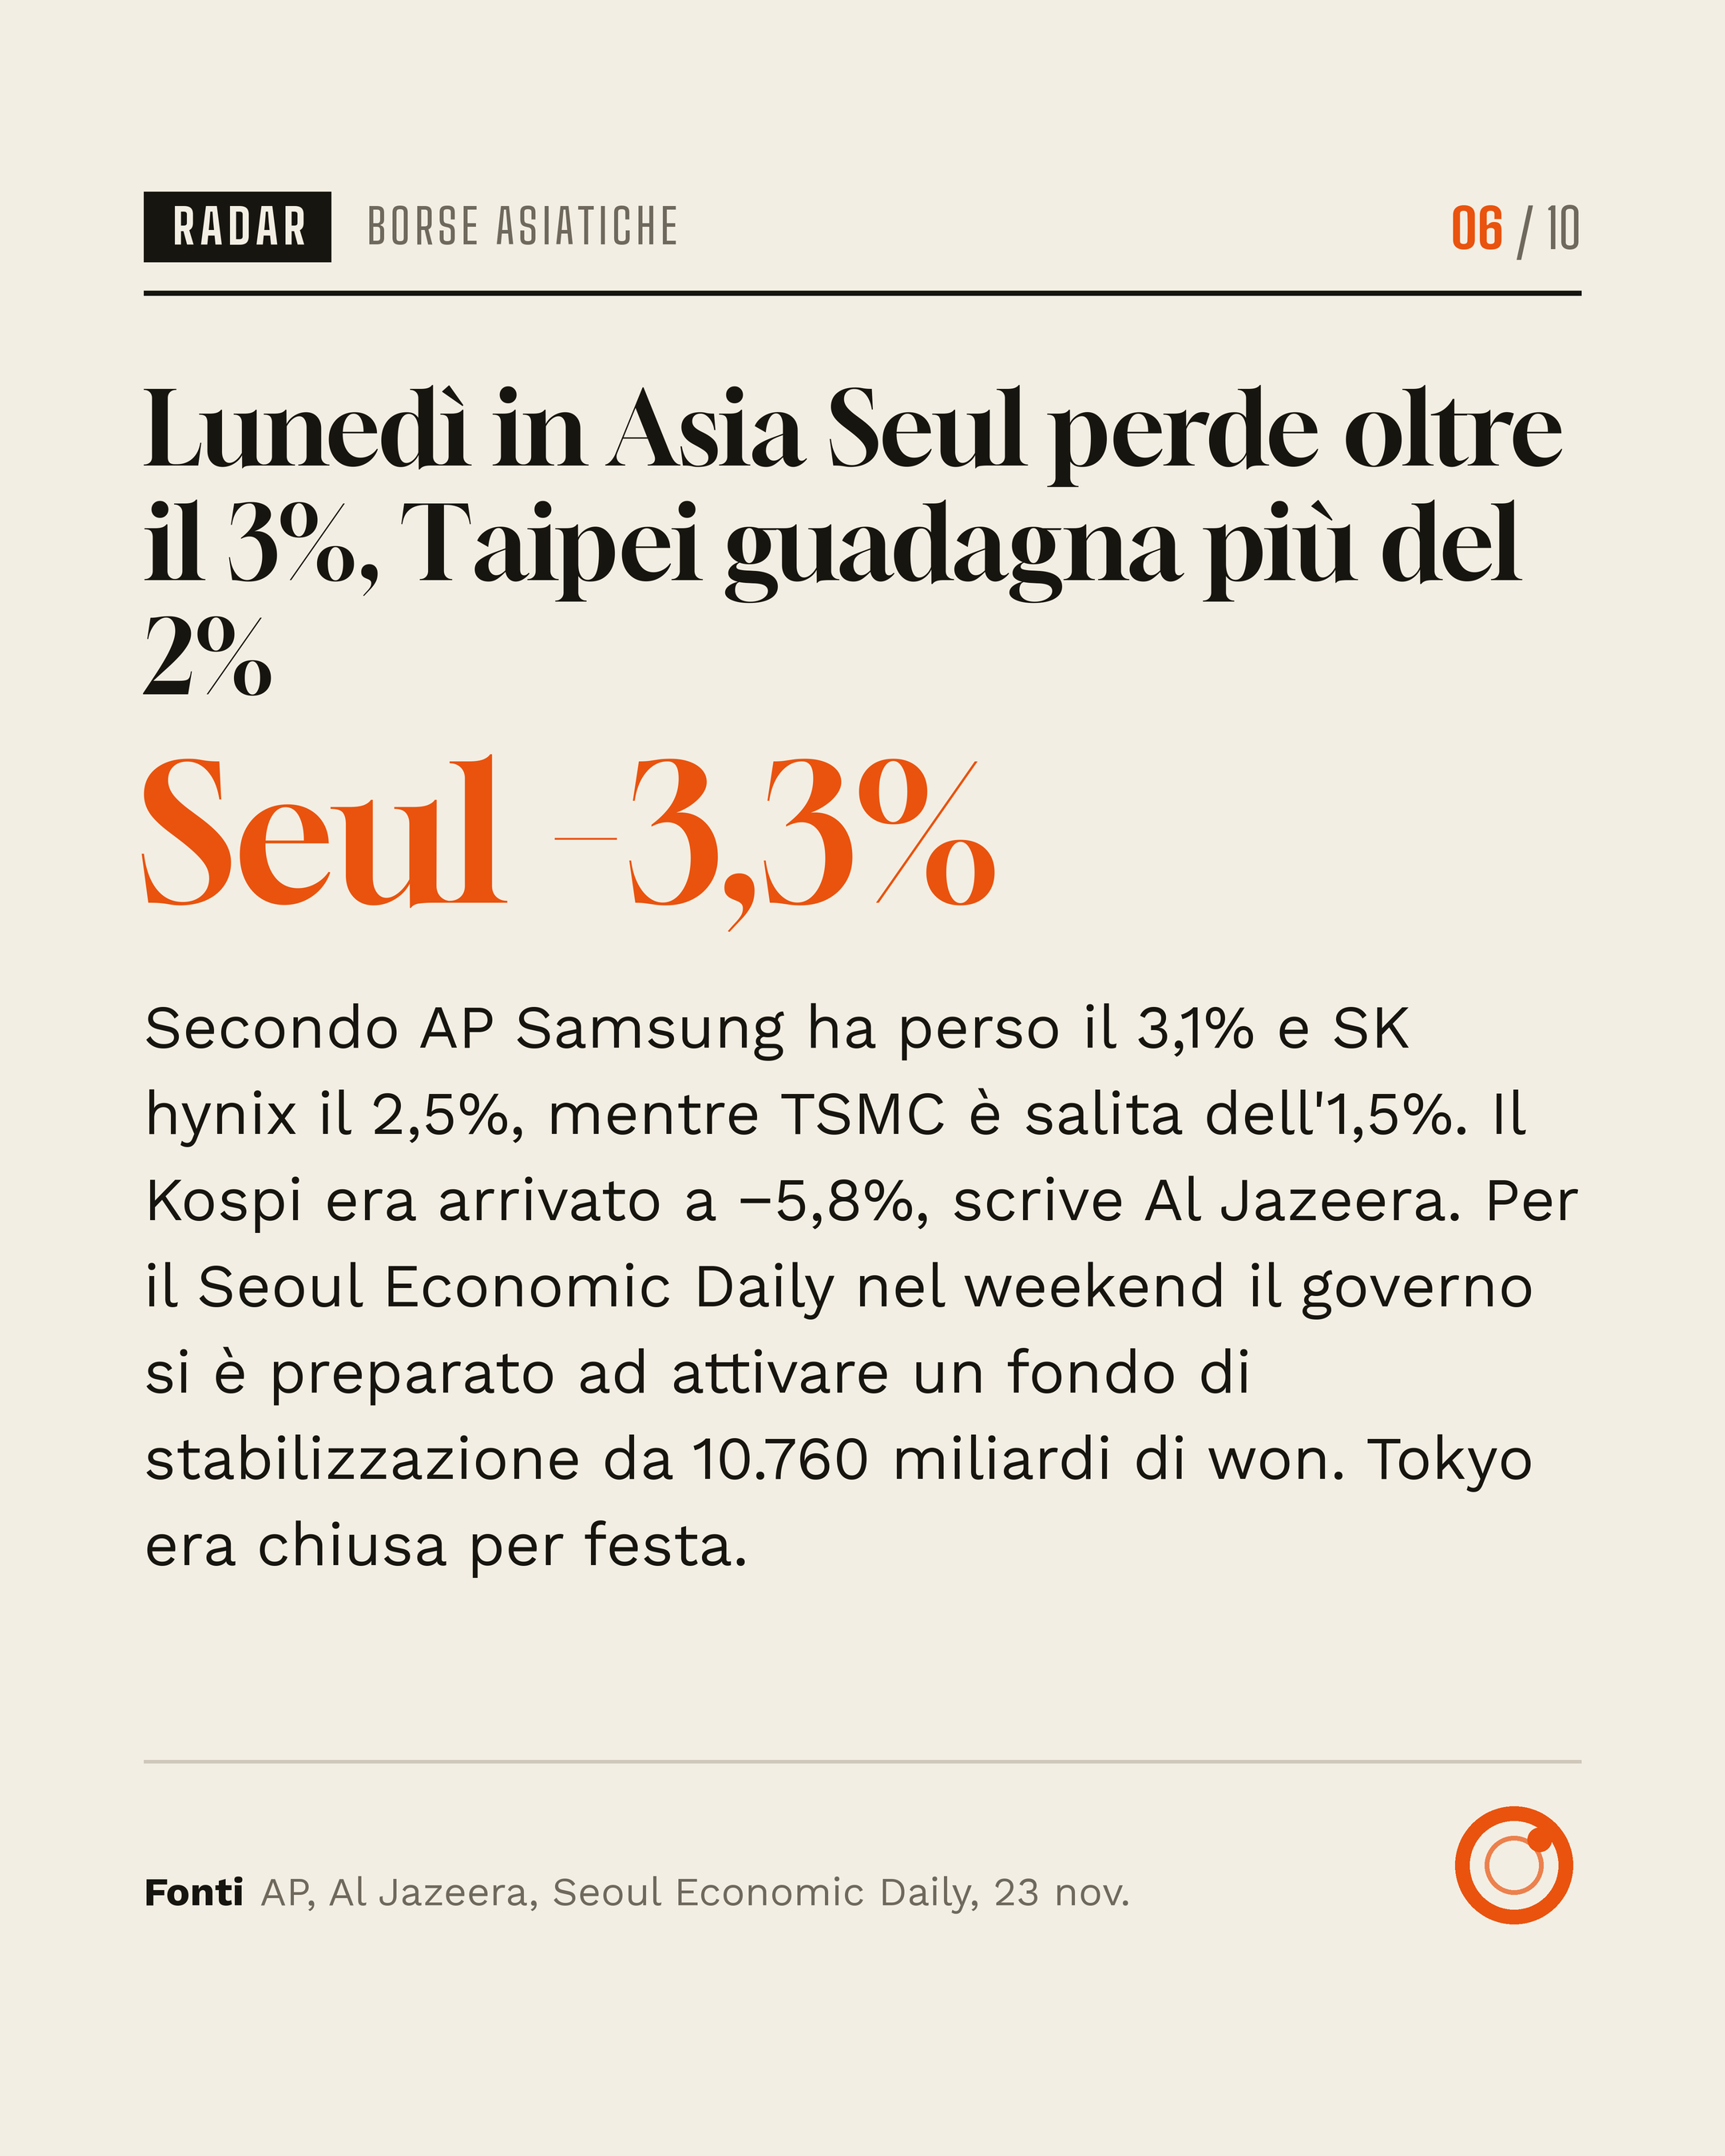 RADAR BORSE ASIATICHE 06 / 10
Lunedì in Asia Seul perde oltre
il 3%, Taipei guadagna più del
2%
Seul –3,3%
Secondo AP Samsung ha perso il 3,1% e SK
hynix il 2,5%, mentre TSMC è salita dell'1,5%. Il
Kospi era arrivato a –5,8%, scrive Al Jazeera. Per
il Seoul Economic Daily nel weekend il governo
si è preparato ad attivare un fondo di
stabilizzazione da 10.760 miliardi di won. Tokyo
era chiusa per festa.
Fonti AP, Al Jazeera, Seoul Economic Daily, 23 nov.